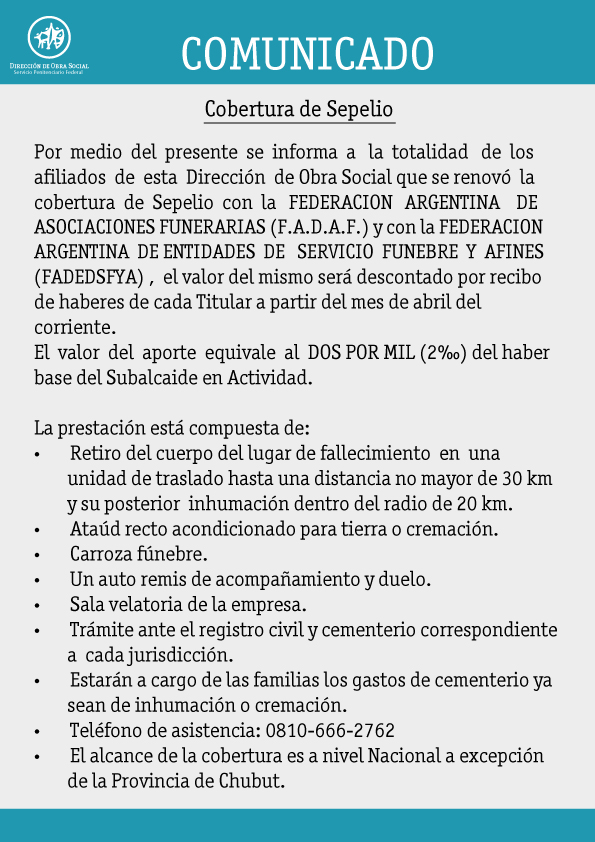 DIRECCIÓN DE OBRA SOCIAL
Servicio Penitenciario Federal
COMUNICADO
Cobertura de Sepelio
Por medio del presente se informa a la totalidad de los
afiliados de esta Dirección de Obra Social que se renovó la
cobertura de Sepelio con la FEDERACION ARGENTINA DE
ASOCIACIONES FUNERARIAS (F.A.D.A.F.) y con la FEDERACION
ARGENTINA DE ENTIDADES DE SERVICIO FUNEBRE Y AFINES
(FADEDSFYA) , el valor del mismo será descontado por recibo
de haberes de cada Titular a partir del mes de abril del
corriente.
El valor del aporte equivale al DOS POR MIL (2‰) del haber
base del Subalcaide en Actividad.
La prestación está compuesta de:
• Retiro del cuerpo del lugar de fallecimiento en una
unidad de traslado hasta una distancia no mayor de 30 km
y su posterior inhumación dentro del radio de 20 km.
• Ataúd recto acondicionado para tierra o cremación.
• Carroza fúnebre.
• Un auto remis de acompañamiento y duelo.
• Sala velatoria de la empresa.
• Trámite ante el registro civil y cementerio correspondiente
a cada jurisdicción.
• Estarán a cargo de las familias los gastos de cementerio ya
sean de inhumación o cremación.
• Teléfono de asistencia: 0810-666-2762
• El alcance de la cobertura es a nivel Nacional a excepción
de la Provincia de Chubut.